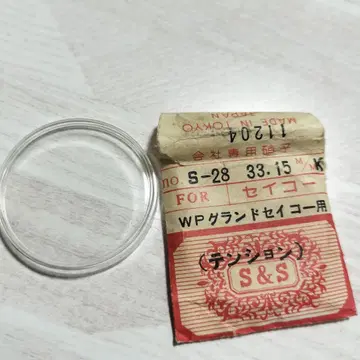 JAPAN
MADE IN TOKYO
11204
会社専用硝子
NO. S-28 33.15 M/M K
FOR セイコー
WPグランドセイコー用
(テンション)
S&S